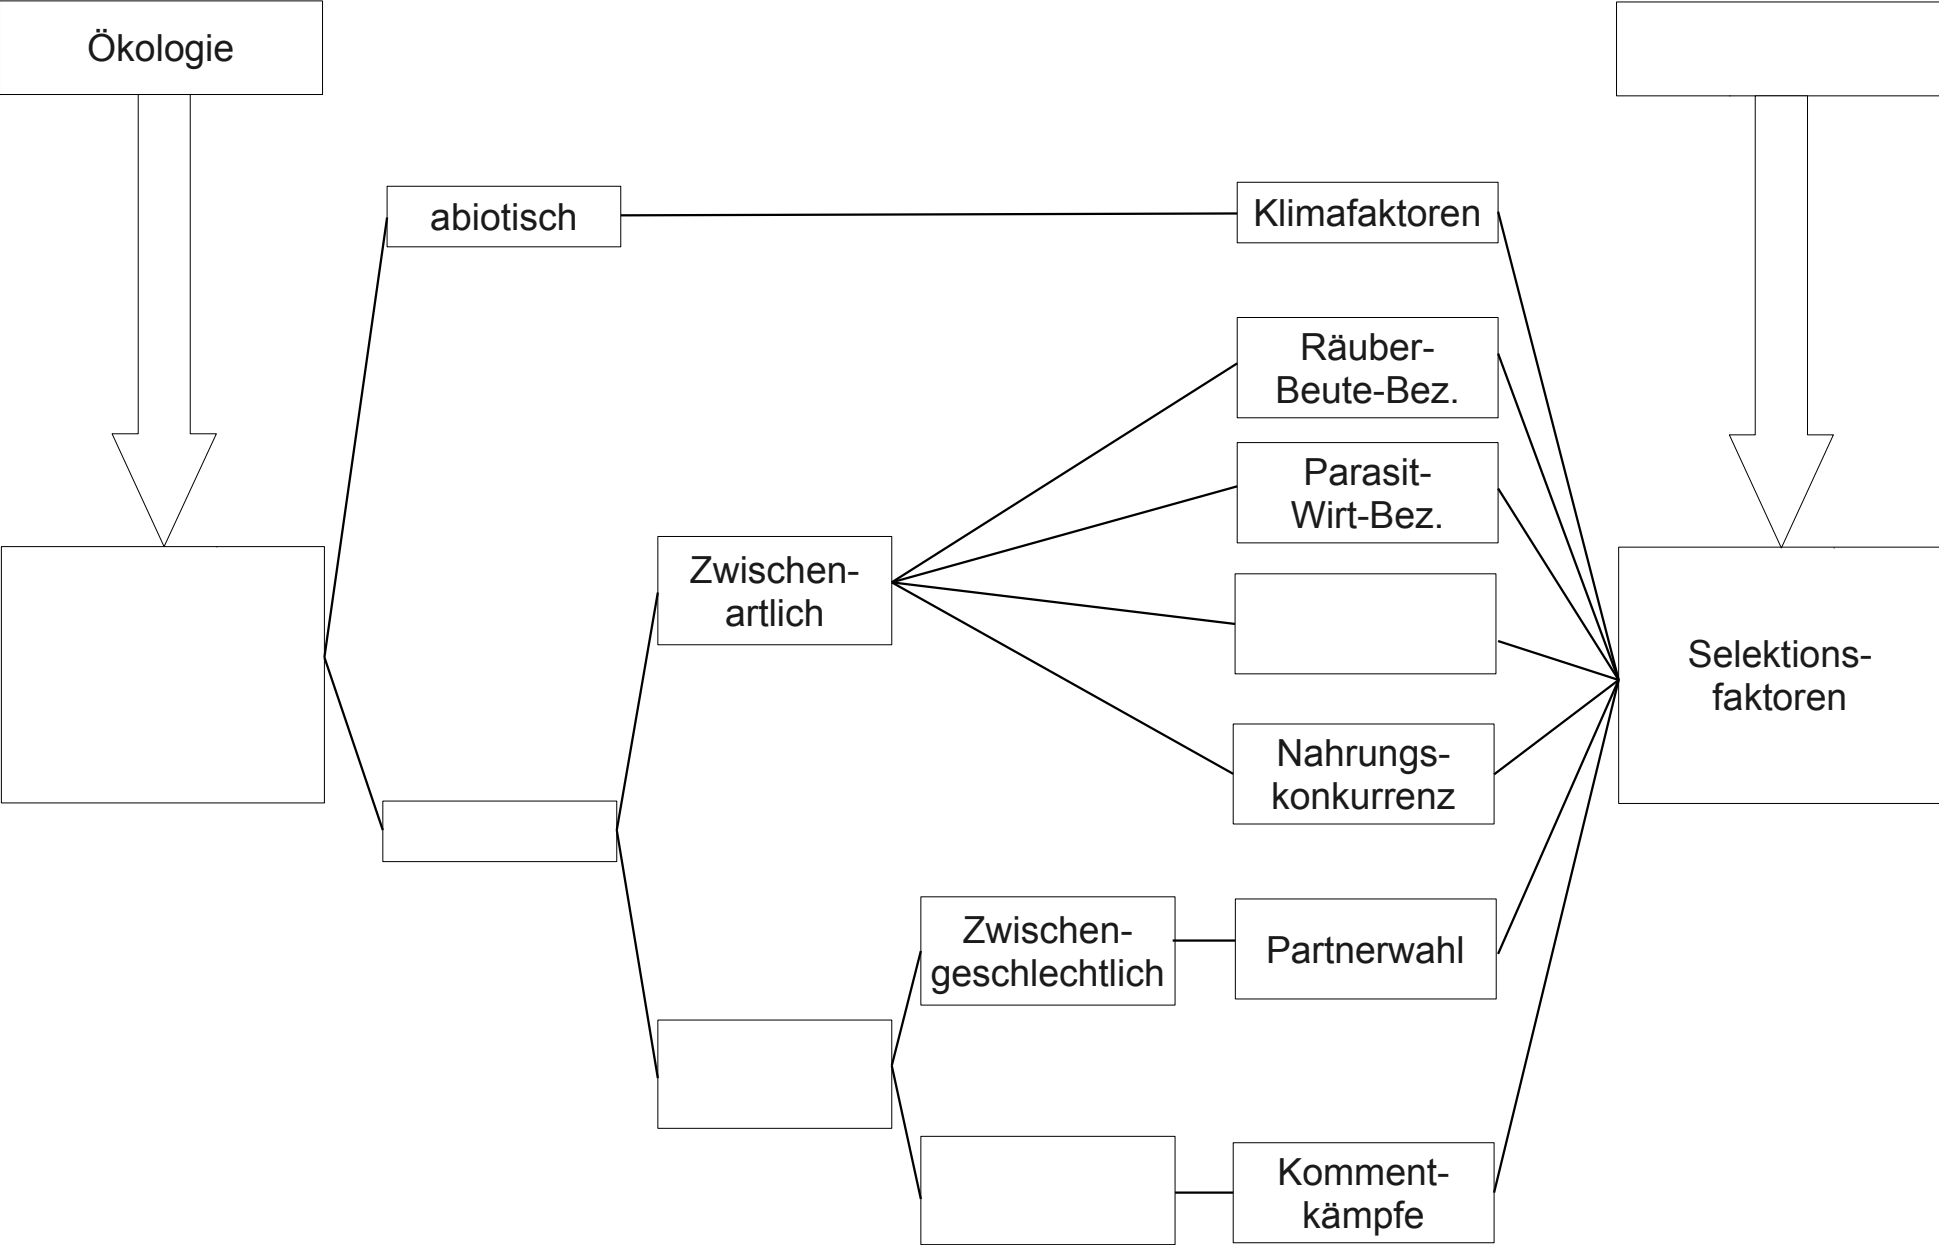 Ökologie
abiotisch
Klimafaktoren
Räuber-
Beute-Bez.
Parasit-
Wirt-Bez.
Zwischen-
artlich
Selektions-
faktoren
Nahrungs-
konkurrenz
Zwischen-
geschlechtlich
Partnerwahl
Komment-
kämpfe